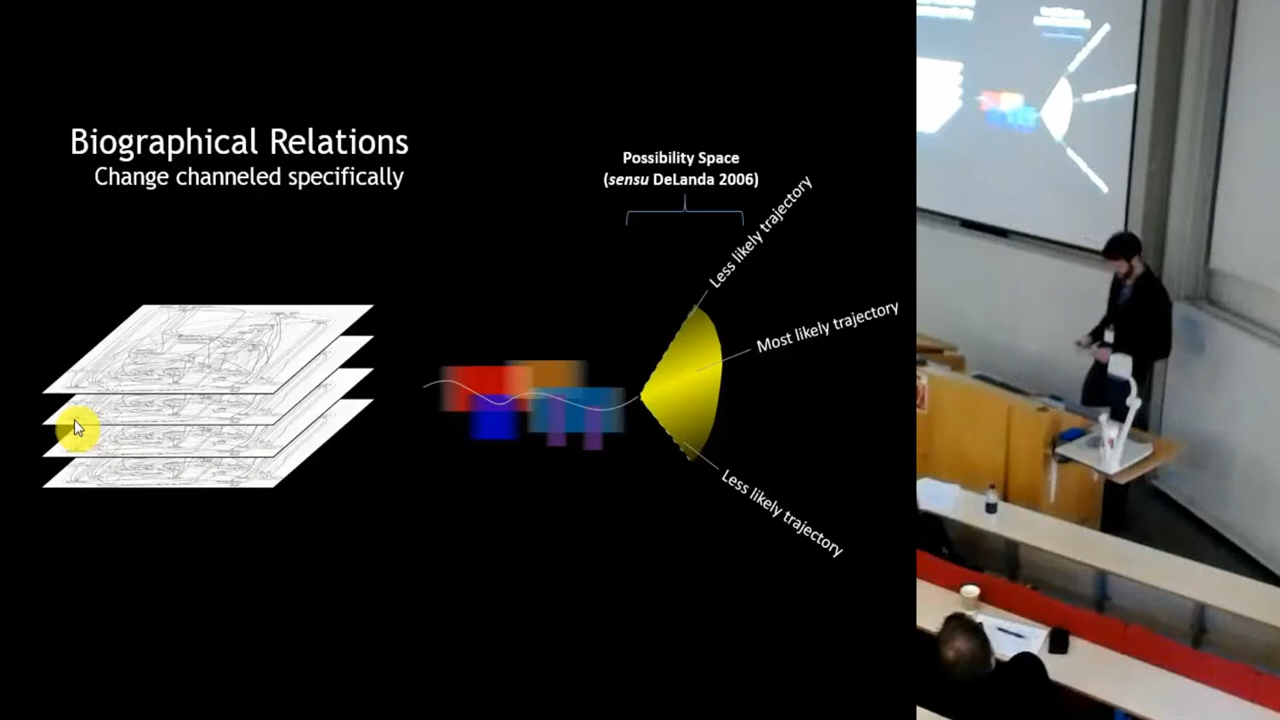 Biographical Relations
Change channeled specifically
Possibility Space
(sensu DeLanda 2006)
Less likely trajectory
Most likely trajectory
Less likely trajectory